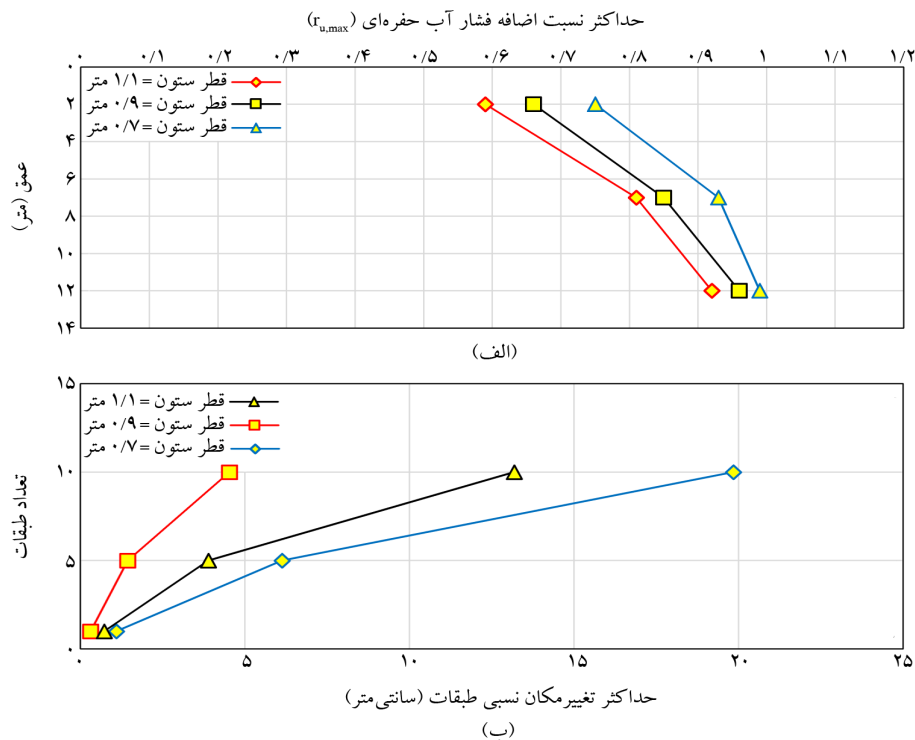 حداکثر نسبت اضافه فشار آب حفره‌ای (r_{u,max})
۰ ۰/۱ ۰/۲ ۰/۳ ۰/۴ ۰/۵ ۰/۶ ۰/۷ ۰/۸ ۰/۹ ۱ ۱/۱ ۱/۲
قطر ستون = ۱/۱ متر
قطر ستون = ۰/۹ متر
قطر ستون = ۰/۷ متر
عمق (متر)
۰
۲
۴
۶
۸
۱۰
۱۲
۱۴
(الف)
۱۵
۱۰
۵
۰
قطر ستون = ۱/۱ متر
قطر ستون = ۰/۹ متر
قطر ستون = ۰/۷ متر
تعداد طبقات
۰ ۵ ۱۰ ۱۵ ۲۰ ۲۵
حداکثر تغییرمکان نسبی طبقات (سانتی‌متر)
(ب)